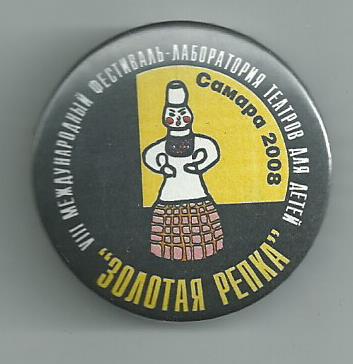 VIII МЕЖДУНАРОДНЫЙ ФЕСТИВАЛЬ-ЛАБОРАТОРИЯ ТЕАТРОВ ДЛЯ ДЕТЕЙ
Самара 2008
"ЗОЛОТАЯ РЕПКА"